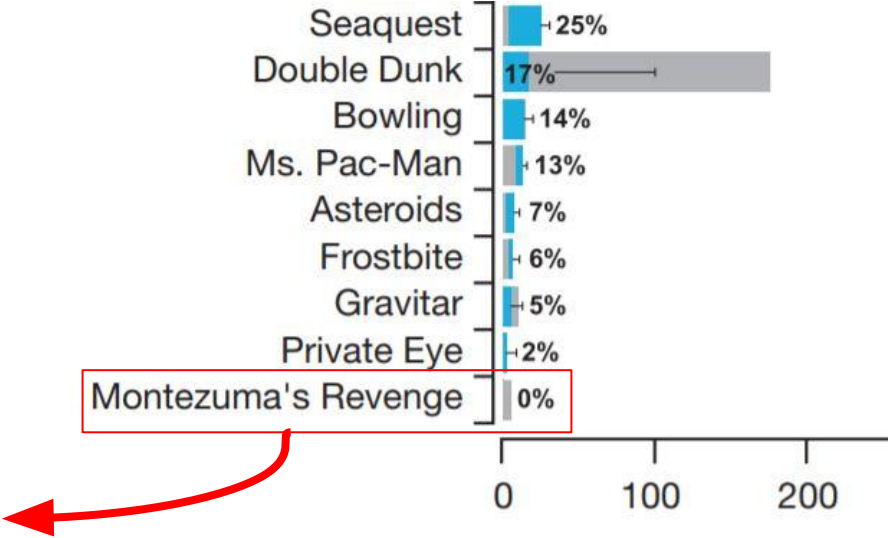 Seaquest 25%
Double Dunk 17%
Bowling 14%
Ms. Pac-Man 13%
Asteroids 7%
Frostbite 6%
Gravitar 5%
Private Eye 2%
Montezuma's Revenge 0%
0 100 200